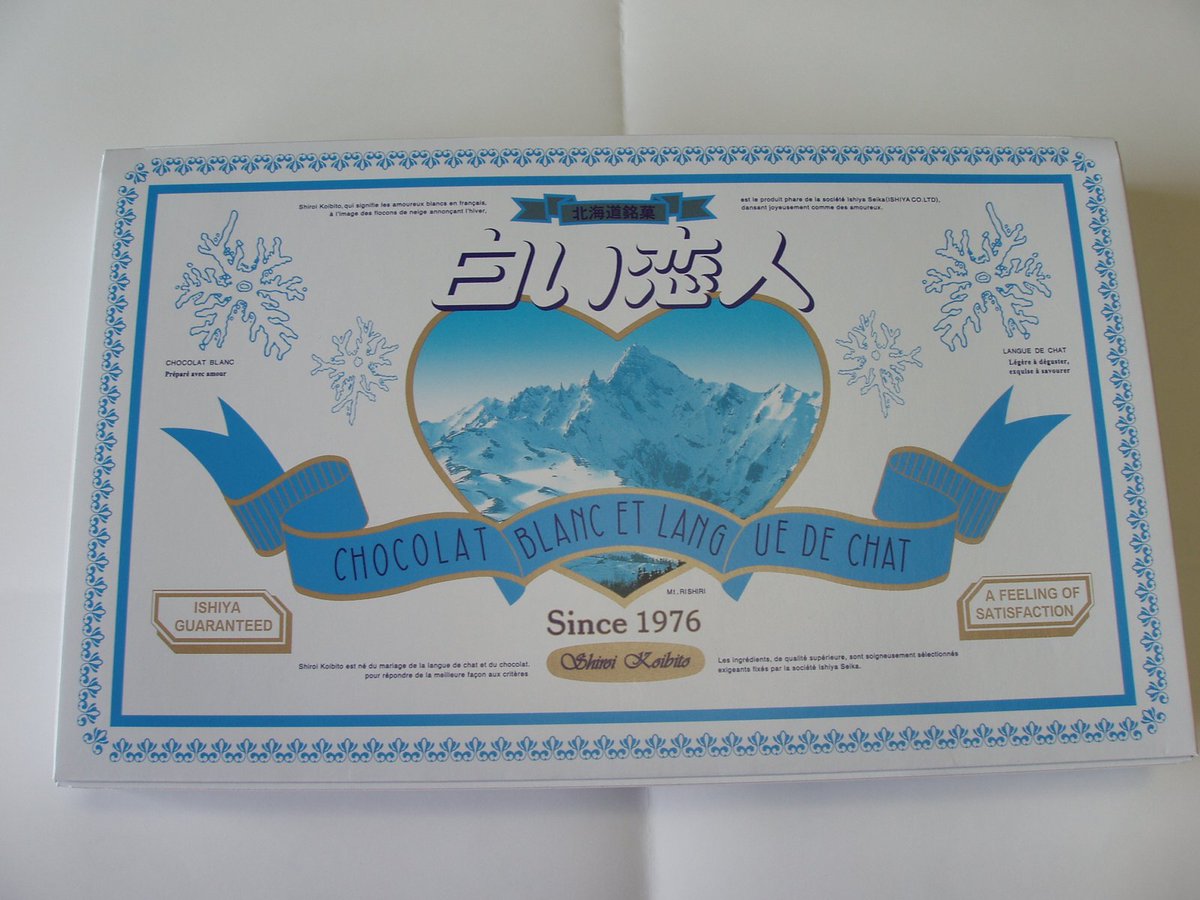 Shiroi Koibito, qui signifie les amoureux blancs en français,
à l'image des flocons de neige annonçant l'hiver,
北海道銘菓
est le produit phare de la société Ishiya Seika(ISHIYA CO.LTD),
dansant joyeusement comme des amoureux.
白い恋人
CHOCOLAT BLANC
Préparé avec amour
LANGUE DE CHAT
Légère à déguster,
exquise à savourer
CHOCOLAT BLANC ET LANGUE DE CHAT
Mt. RISHIRI
ISHIYA
GUARANTEED
A FEELING OF
SATISFACTION
Since 1976
Shiroi Koibito
Shiroi Koibito est né du mariage de la langue de chat et du chocolat.
pour répondre de la meilleure façon aux critères
Les ingrédients, de qualité supérieure, sont soigneusement sélectionnés
exigeants fixés par la société Ishiya Seika.